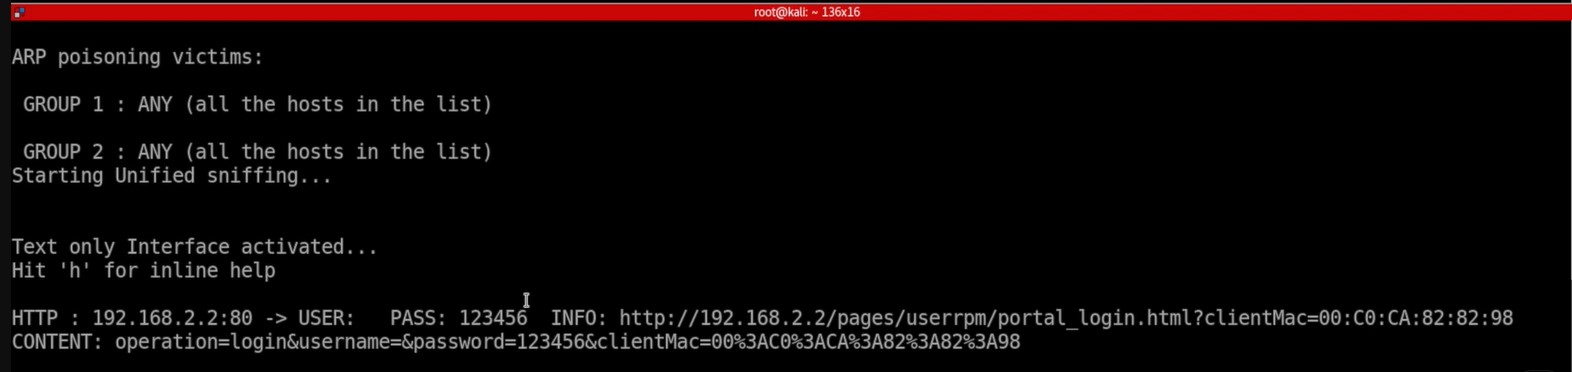 root@kali: ~ 136x16
ARP poisoning victims:
GROUP 1 : ANY (all the hosts in the list)
GROUP 2 : ANY (all the hosts in the list)
Starting Unified sniffing...
Text only Interface activated...
Hit 'h' for inline help
HTTP : 192.168.2.2:80 -> USER:   PASS: 123456  INFO: http://192.168.2.2/pages/userrpm/portal_login.html?clientMac=00:C0:CA:82:82:98
CONTENT: operation=login&username=&password=123456&clientMac=00%3AC0%3ACA%3A82%3A82%3A98